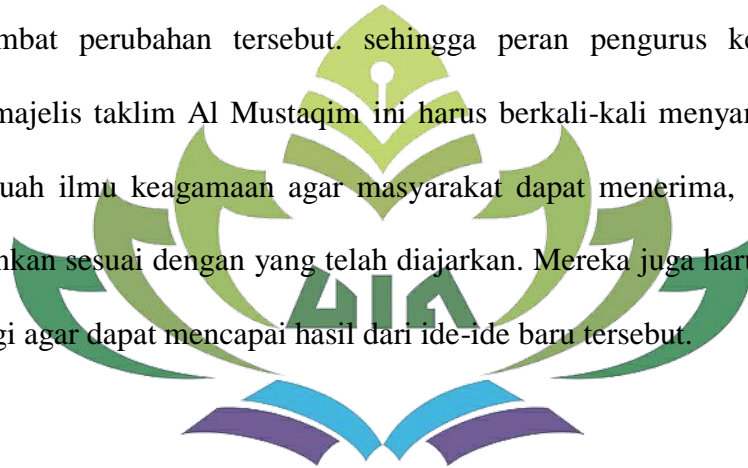 mbat perubahan tersebut. sehingga peran pengurus ke
majelis taklim Al Mustaqim ini harus berkali-kali menyar
uah ilmu keagamaan agar masyarakat dapat menerima,
nkan sesuai dengan yang telah diajarkan. Mereka juga haru
gi agar dapat mencapai hasil dari ide-ide baru tersebut.
UIN